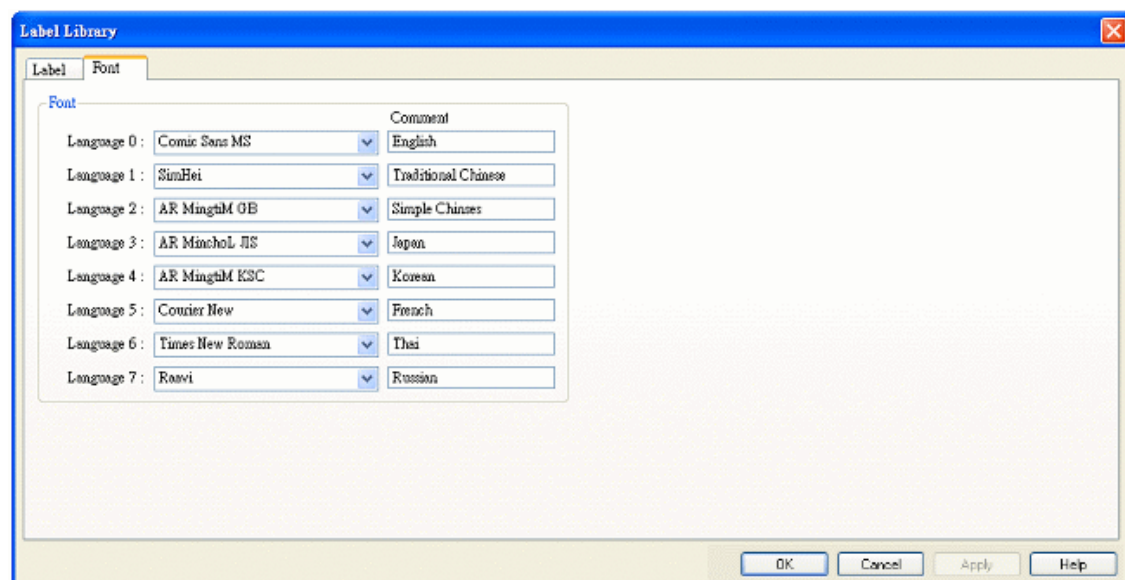 Label Library
Label Font
Font
Comment
Language 0 : Comic Sans MS English
Language 1 : SimHei Traditional Chinese
Language 2 : AR MingtiM GB Simple Chinses
Language 3 : AR MinchoL JIS Japan
Language 4 : AR MingtiM KSC Korean
Language 5 : Courier New French
Language 6 : Times New Roman Thai
Language 7 : Raavi Russian
OK Cancel Apply Help